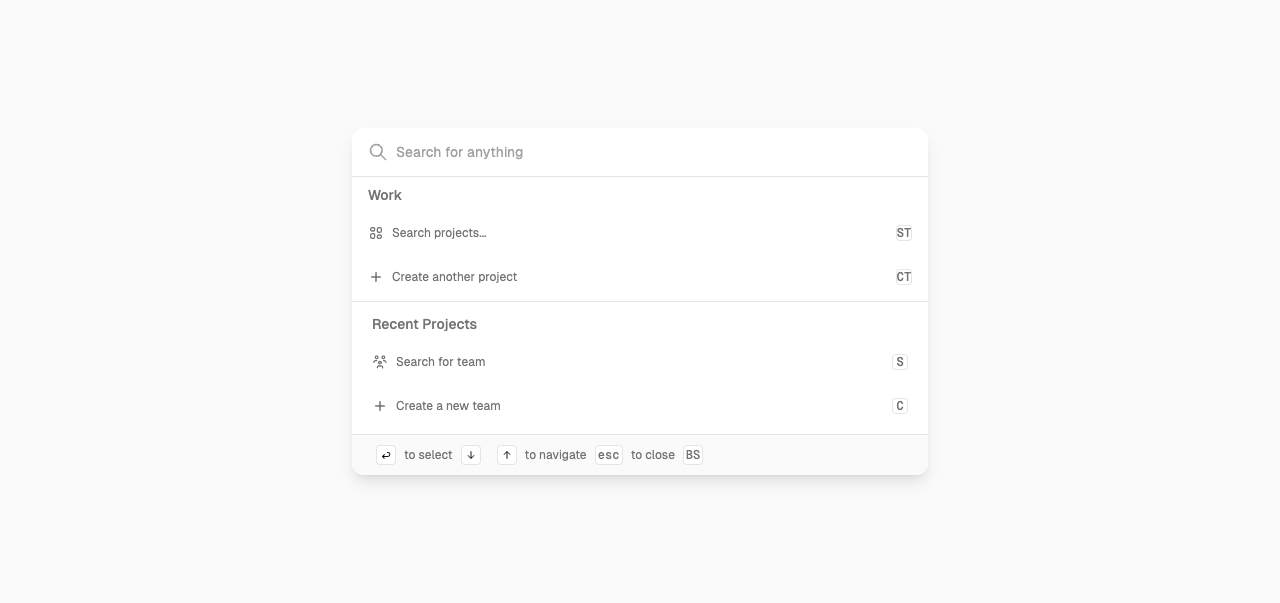 Search for anything
Work
Search projects… ST
Create another project CT
Recent Projects
Search for team S
Create a new team C
↵ to select ↓ ↑ to navigate esc to close BS